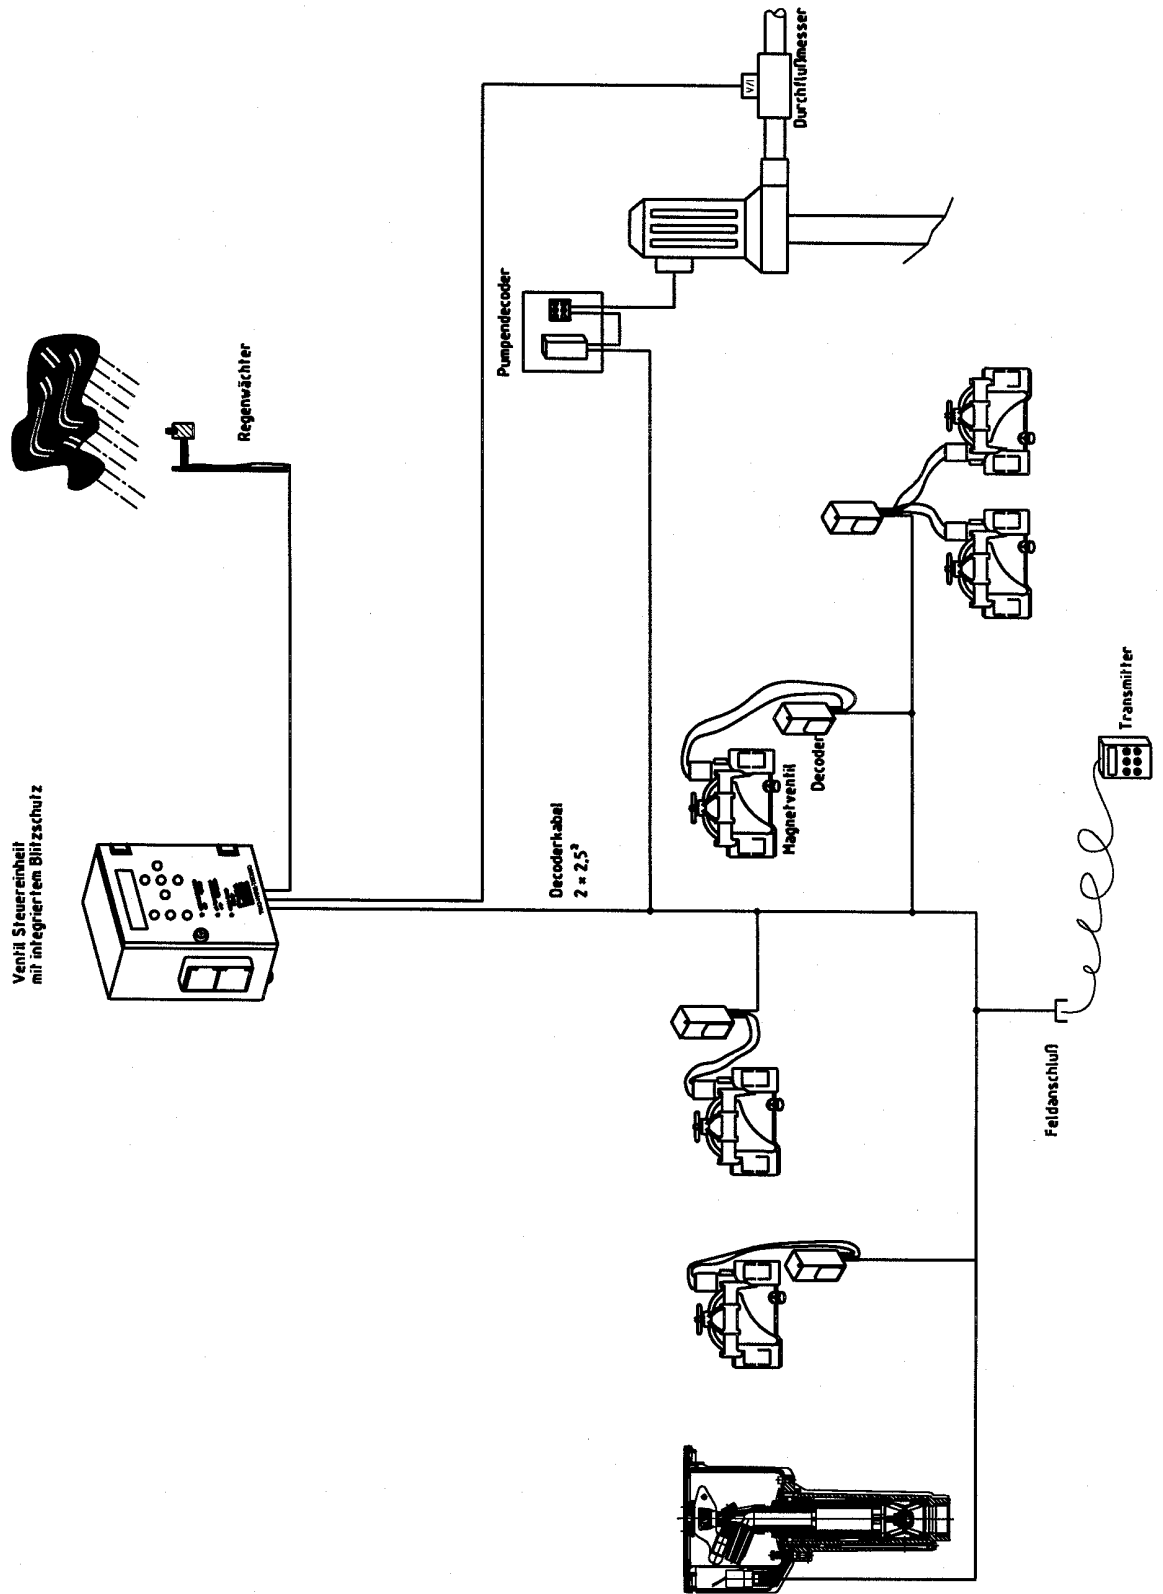 Ventil Steuereinheit
mit integriertem Blitzschutz
Regenwächter
Pumpendecoder
V/I
Durchflußmesser
Decoderkabel
2 x 2,5²
Magnetventil
Decoder
Feldanschluß
Transmitter